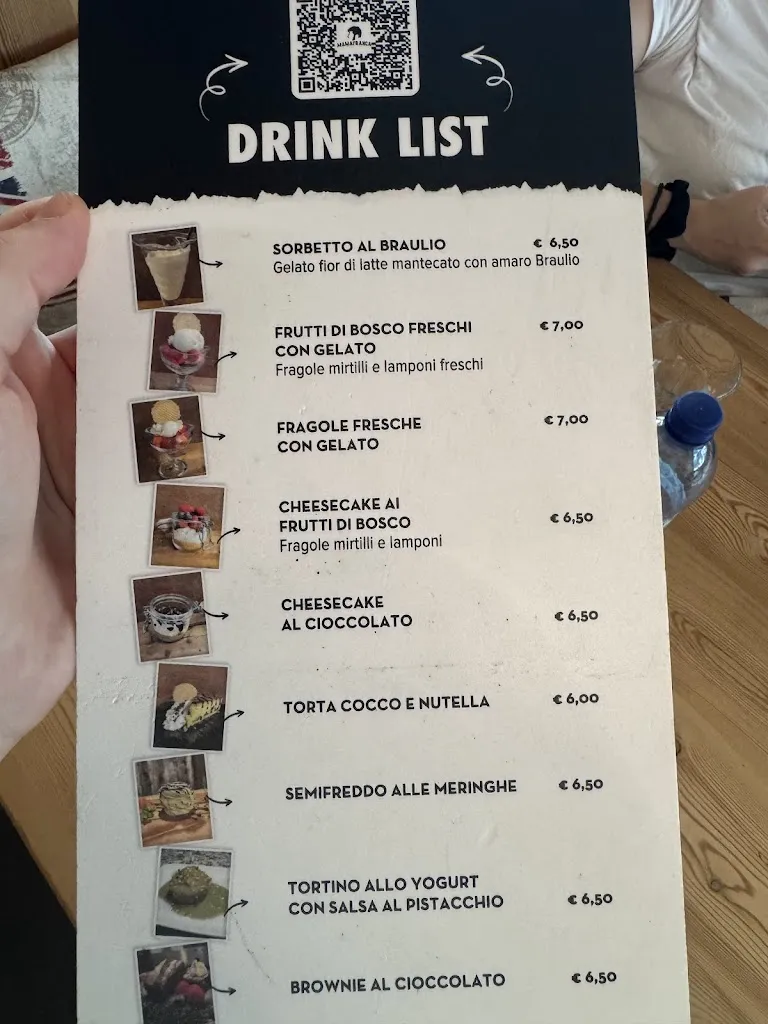 MAMAFRANCA
DRINK LIST
SORBETTO AL BRAULIO € 6,50
Gelato fior di latte mantecato con amaro Braulio
FRUTTI DI BOSCO FRESCHI € 7,00
CON GELATO
Fragole mirtilli e lamponi freschi
FRAGOLE FRESCHE € 7,00
CON GELATO
CHEESECAKE AI
FRUTTI DI BOSCO € 6,50
Fragole mirtilli e lamponi
CHEESECAKE
AL CIOCCOLATO € 6,50
TORTA COCCO E NUTELLA € 6,00
SEMIFREDDO ALLE MERINGHE € 6,50
TORTINO ALLO YOGURT
CON SALSA AL PISTACCHIO € 6,50
BROWNIE AL CIOCCOLATO € 6,50